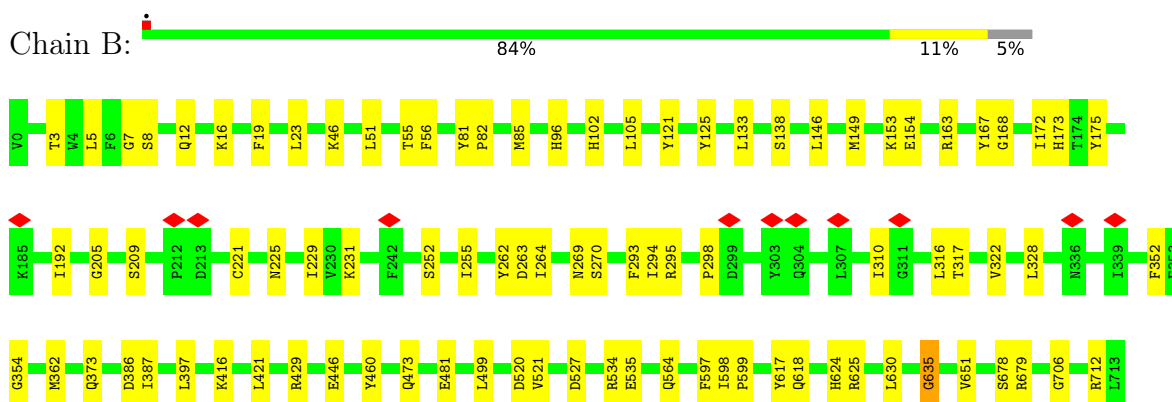 Chain B:
84% 11% 5%
V0 T3 W4 L5 F6 G7 S8 Q12 K16 F19 L23 K46 L51 T55 F56 Y81 P82 M85 H96 H102 L105 Y121 Y125 L133 S138 L146 M149 K153 E154 R163 Y167 G168 I172 H173 T174 Y175
K185 I192 G205 S209 P212 D213 C221 N225 I229 V230 K231 F242 S252 I255 Y262 D263 I264 N269 S270 F293 I294 R295 P298 D299 Y303 Q304 L307 I310 G311 L316 T317 V322 L328 N336 I339 F352
G354 M362 Q373 D386 I387 L397 K416 L421 R429 E446 Y460 Q473 E481 L499 D520 V521 D527 R534 E535 Q564 F597 I598 P599 Y617 Q618 H624 R625 L630 G635 V651 S678 R679 G706 R712 L713